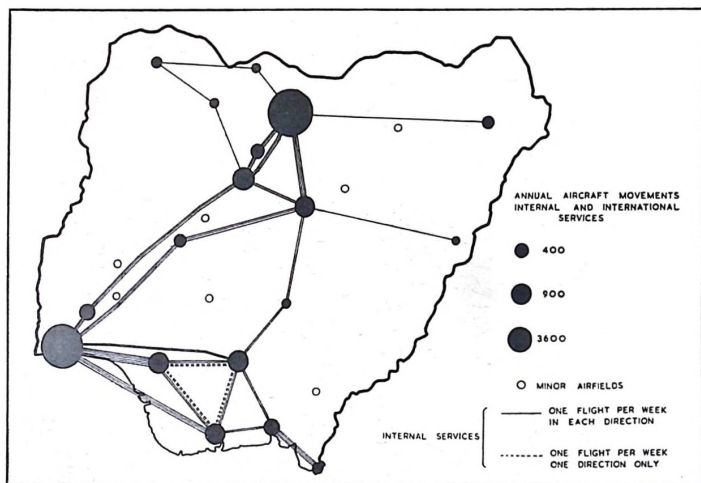 ANNUAL AIRCRAFT MOVEMENTS
INTERNAL AND INTERNATIONAL
SERVICES
400
900
3600
MINOR AIRFIELDS
INTERNAL SERVICES
ONE FLIGHT PER WEEK
IN EACH DIRECTION
ONE FLIGHT PER WEEK
ONE DIRECTION ONLY